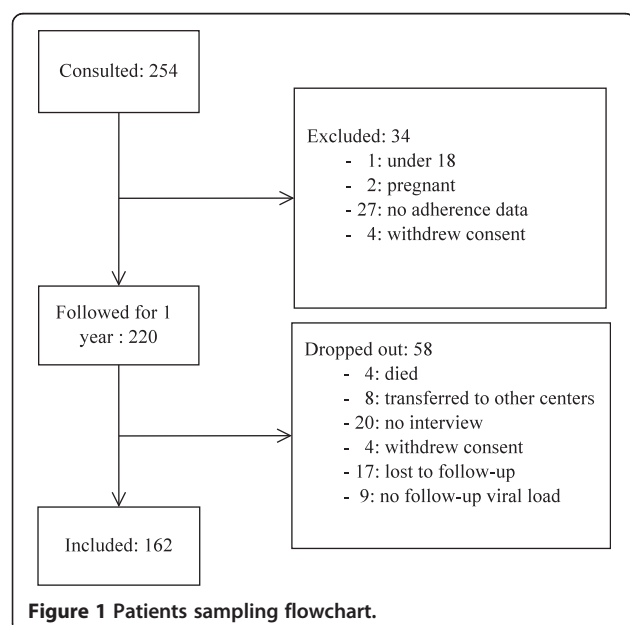 Consulted: 254
Excluded: 34
- 1: under 18
- 2: pregnant
- 27: no adherence data
- 4: withdrew consent
Followed for 1
year : 220
Dropped out: 58
- 4: died
- 8: transferred to other centers
- 20: no interview
- 4: withdrew consent
- 17: lost to follow-up
- 9: no follow-up viral load
Included: 162
Figure 1 Patients sampling flowchart.